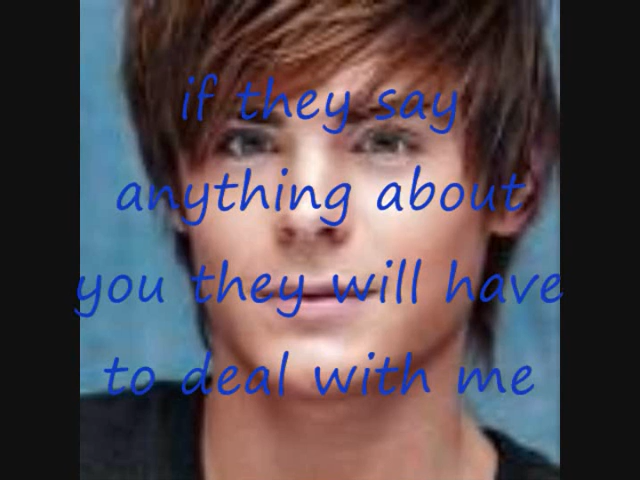 if they say
anything about
you they will have
to deal with me